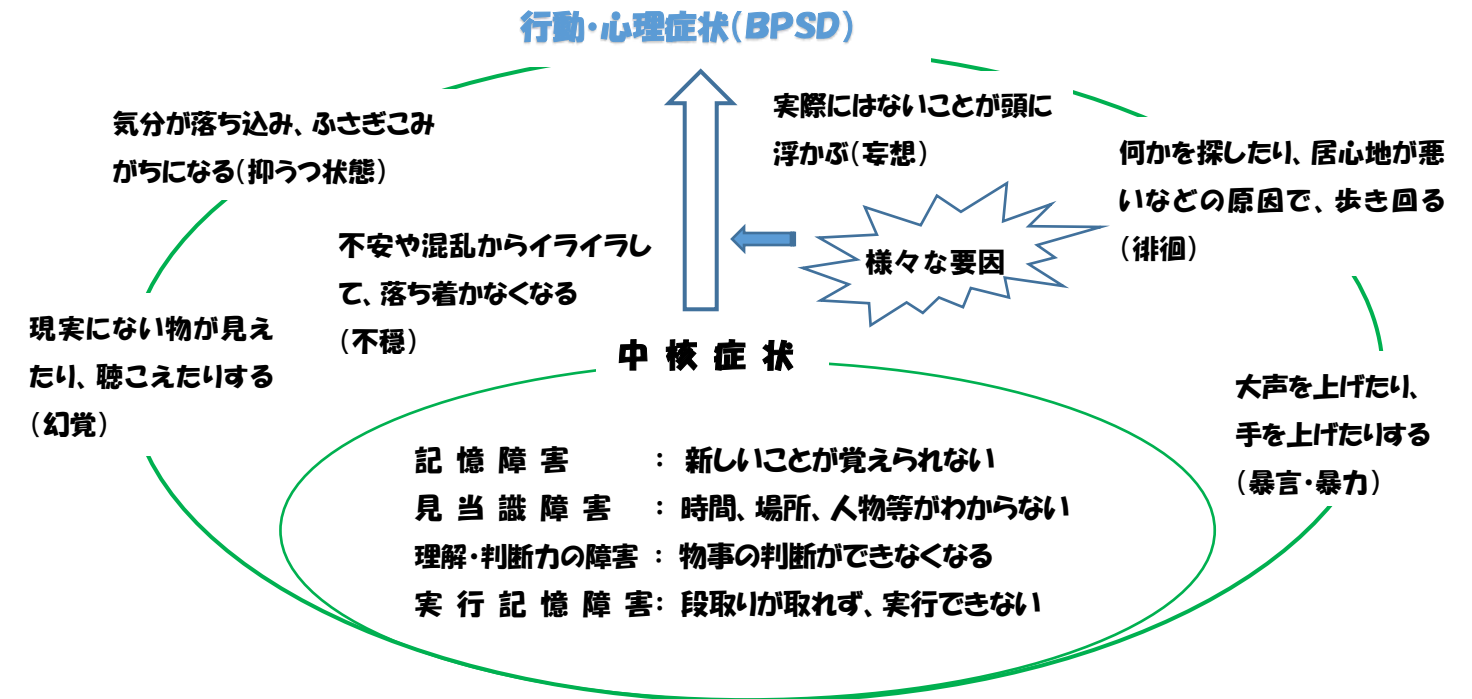 行動・心理症状(BPSD)
気分が落ち込み、ふさぎこみ
がちになる(抑うつ状態)
実際にはないことが頭に
浮かぶ(妄想)
何かを探したり、居心地が悪
いなどの原因で、歩き回る
(徘徊)
不安や混乱からイライラし
て、落ち着かなくなる
(不穏)
様々な要因
現実にない物が見え
たり、聴こえたりする
(幻覚)
大声を上げたり、
手を上げたりする
(暴言・暴力)
中核症状
記憶障害 : 新しいことが覚えられない
見当識障害 : 時間、場所、人物等がわからない
理解・判断力の障害 : 物事の判断ができなくなる
実行記憶障害: 段取りが取れず、実行できない